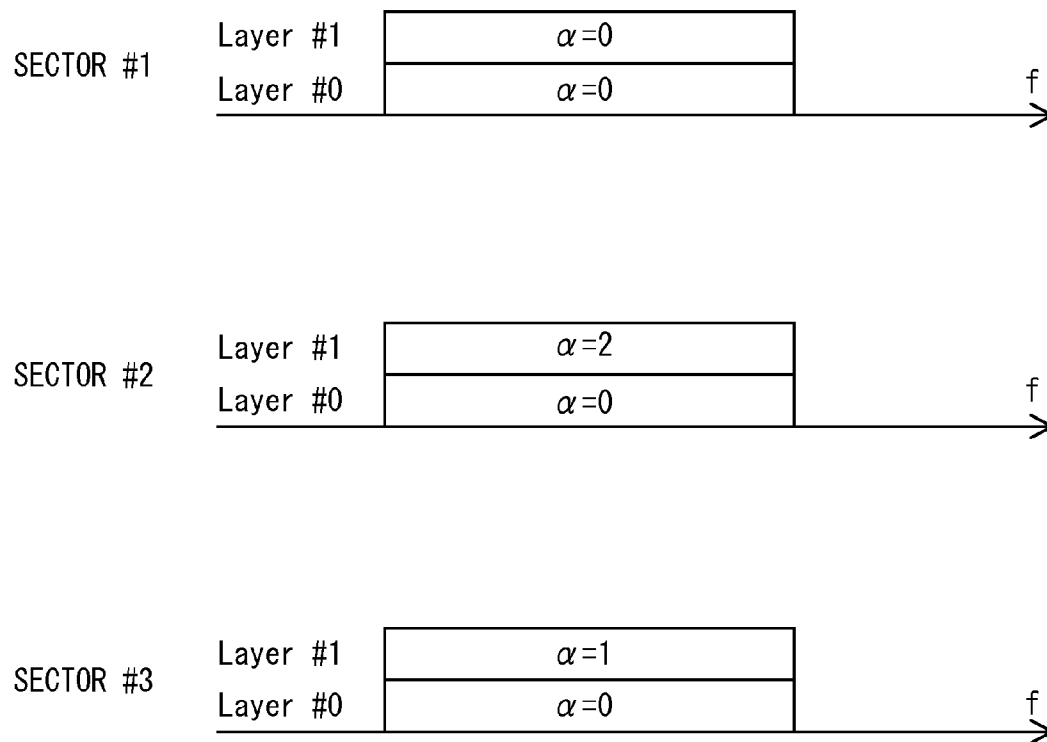 SECTOR #1
Layer #1 α=0
Layer #0 α=0
f
SECTOR #2
Layer #1 α=2
Layer #0 α=0
f
SECTOR #3
Layer #1 α=1
Layer #0 α=0
f